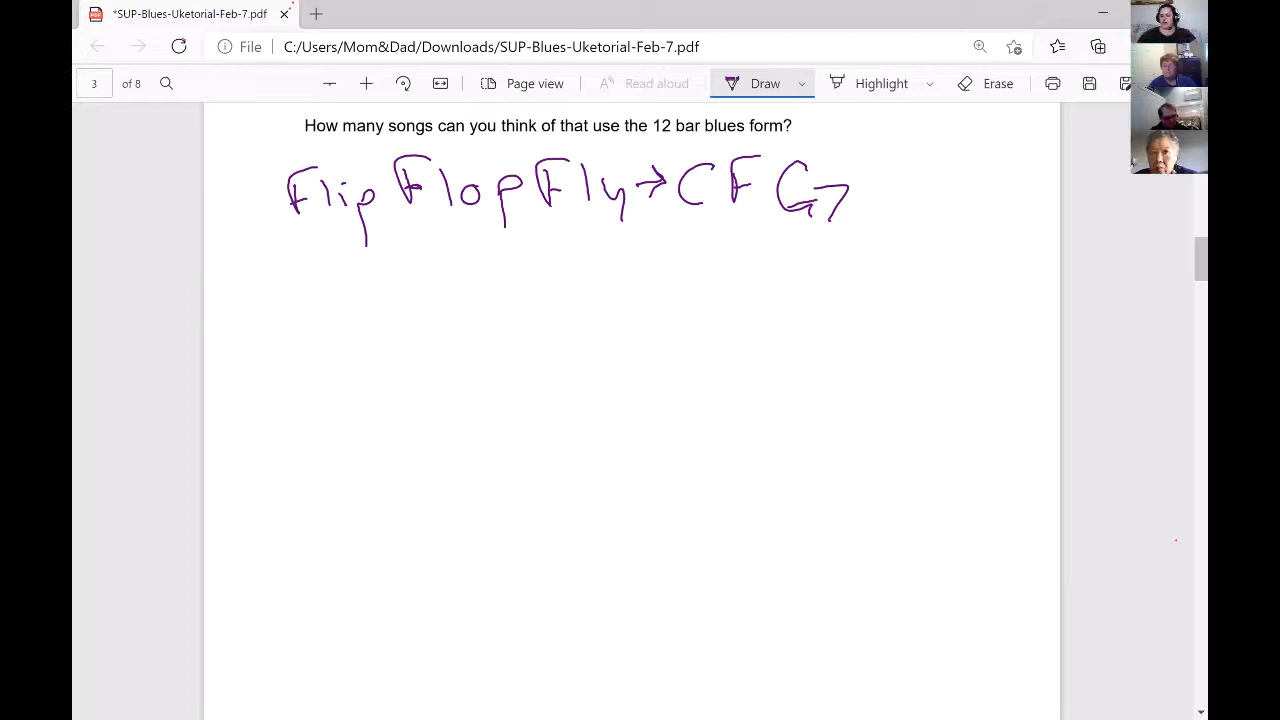 *SUP-Blues-Uketorial-Feb-7.pdf
File C:/Users/Mom&Dad/Downloads/SUP-Blues-Uketorial-Feb-7.pdf
3 of 8 Page view Read aloud Draw Highlight Erase
How many songs can you think of that use the 12 bar blues form?
Flip Flop Fly → C F G7